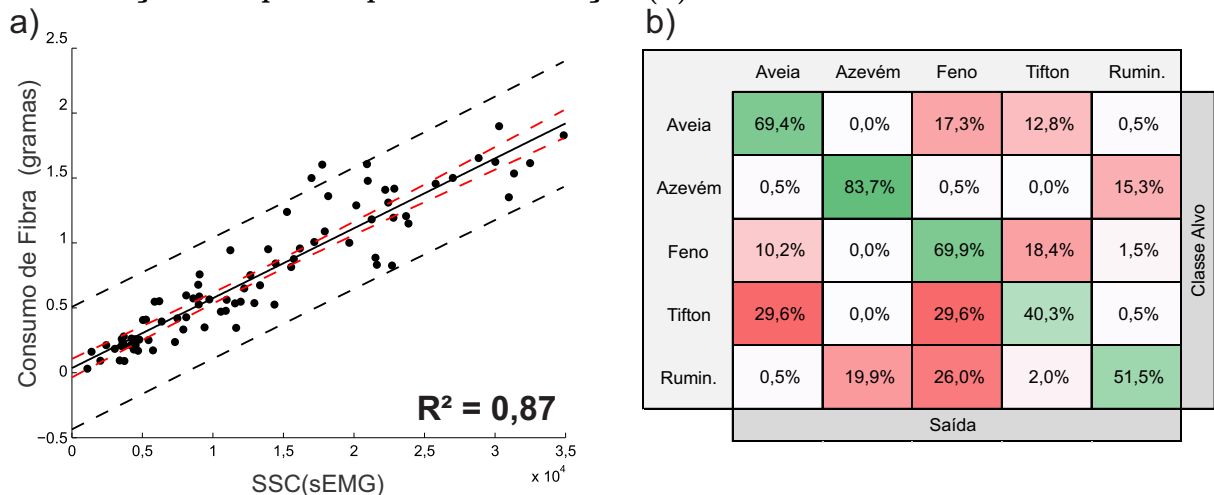 a)
2.5
2
1.5
1
0.5
0
−0.5
Consumo de Fibra (gramas)
R² = 0,87
0 0,5 1 1,5 2 2,5 3 3,5
x 10⁴
SSC(sEMG)
b)
Aveia Azevém Feno Tifton Rumin.
Aveia 69,4% 0,0% 17,3% 12,8% 0,5%
Azevém 0,5% 83,7% 0,5% 0,0% 15,3%
Feno 10,2% 0,0% 69,9% 18,4% 1,5%
Tifton 29,6% 0,0% 29,6% 40,3% 0,5%
Rumin. 0,5% 19,9% 26,0% 2,0% 51,5%
Classe Alvo
Saída